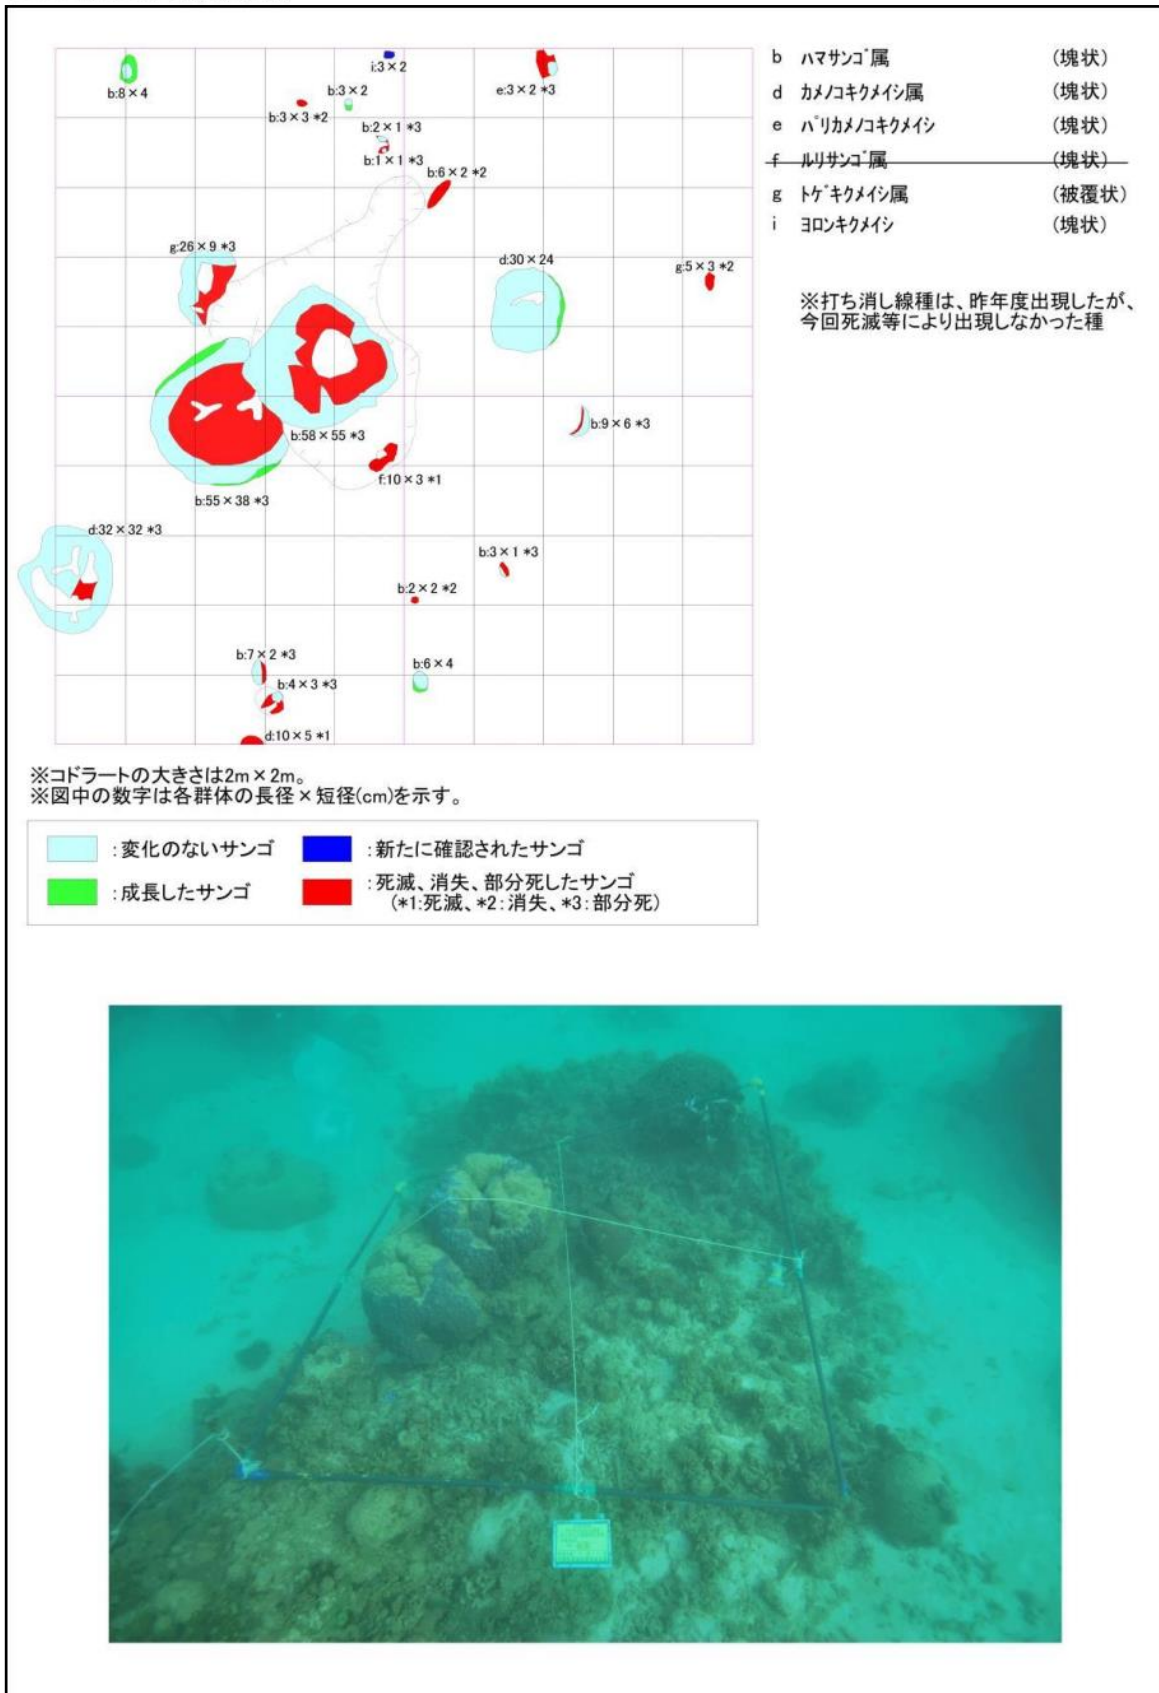 b ハマサンゴ属 (塊状)
d カメノコキクメイシ属 (塊状)
e パリカメノコキクメイシ (塊状)
f ルリサンゴ属 (塊状)
g トゲキクメイシ属 (被覆状)
i ヨロンキクメイシ (塊状)
※打ち消し線種は、昨年度出現したが、
今回死滅等により出現しなかった種
b:8×4
i:3×2
e:3×2 *3
b:3×2
b:3×3 *2
b:2×1 *3
b:1×1 *3
b:6×2 *2
g:26×9 *3
d:30×24
g:5×3 *2
b:58×55 *3
b:9×6 *3
f:10×3 *1
b:55×38 *3
d:32×32 *3
b:3×1 *3
b:2×2 *2
b:7×2 *3
b:6×4
b:4×3 *3
d:10×5 *1
※コドラートの大きさは2m×2m。
※図中の数字は各群体の長径×短径(cm)を示す。
:変化のないサンゴ
:新たに確認されたサンゴ
:成長したサンゴ
:死滅、消失、部分死したサンゴ
(*1:死滅、*2:消失、*3:部分死)